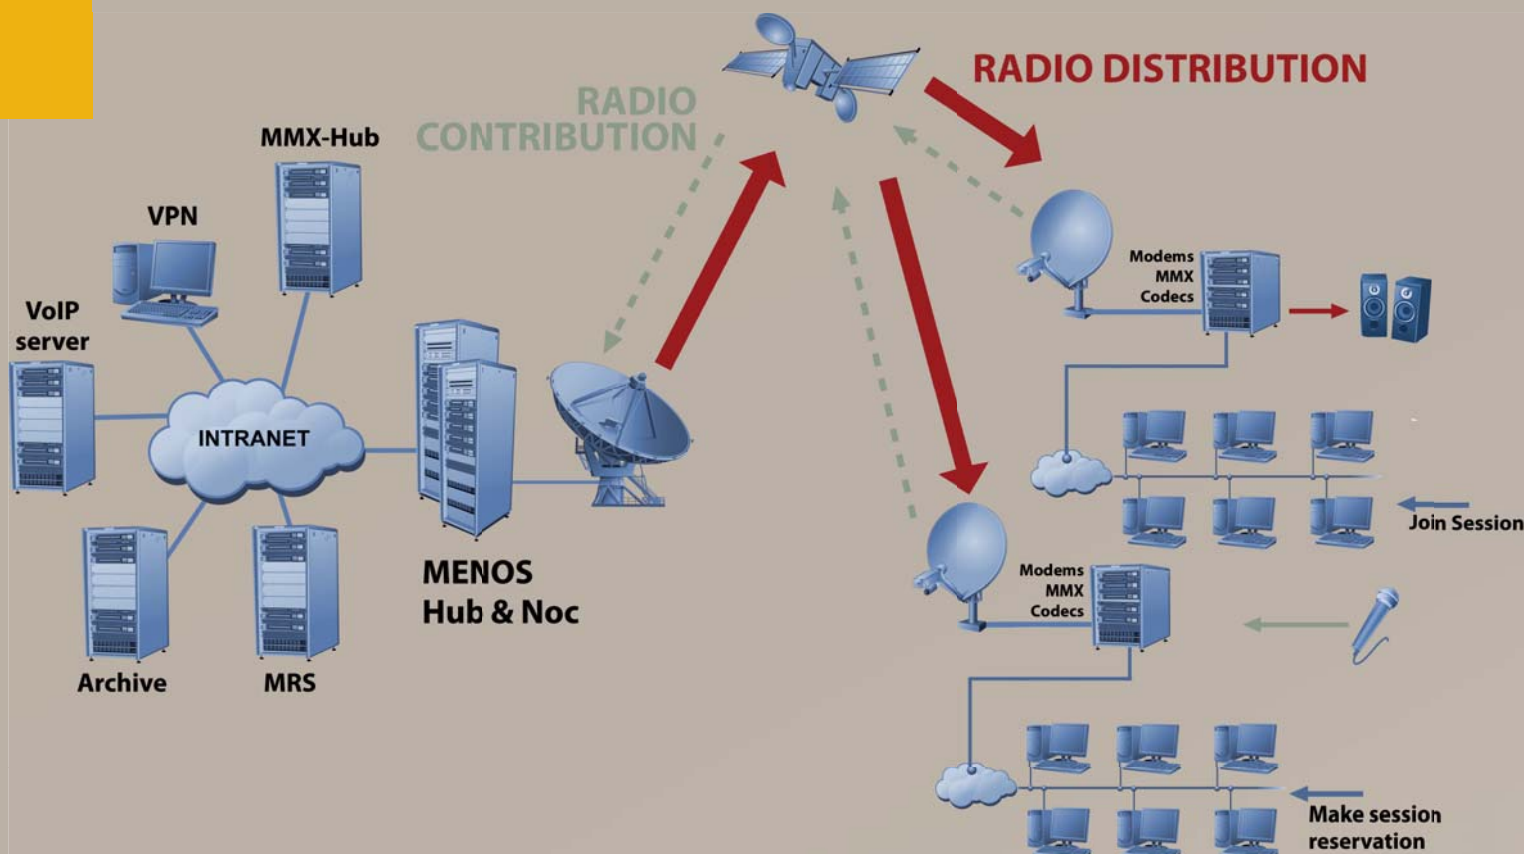 RADIO DISTRIBUTION
RADIO
CONTRIBUTION
MMX-Hub
VPN
VoIP
server
INTRANET
Archive
MRS
MENOS
Hub & Noc
Modems
MMX
Codecs
Join Session
Modems
MMX
Codecs
Make session
reservation